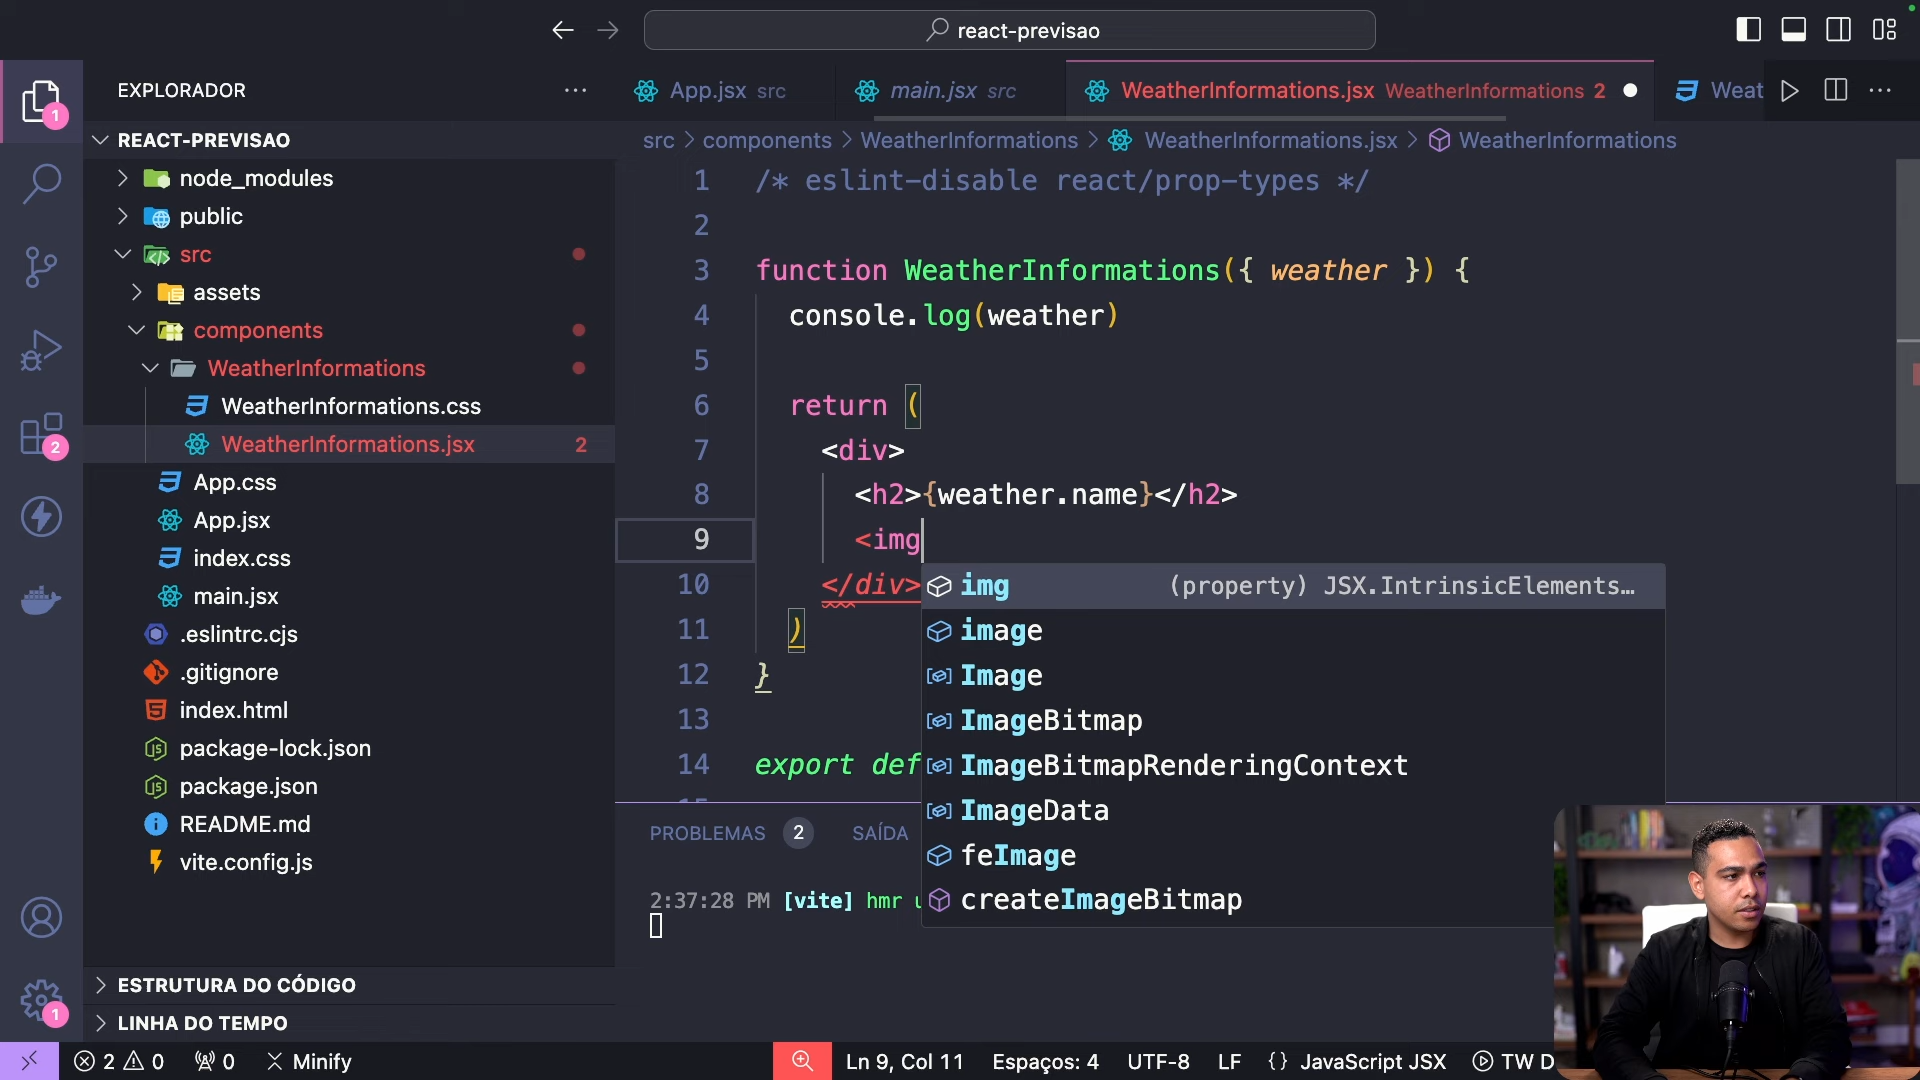 react-previsao
EXPLORADOR
REACT-PREVISAO
node_modules
public
src
assets
components
WeatherInformations
WeatherInformations.css
WeatherInformations.jsx 2
App.css
App.jsx
index.css
main.jsx
.eslintrc.cjs
.gitignore
index.html
package-lock.json
package.json
README.md
vite.config.js
ESTRUTURA DO CÓDIGO
LINHA DO TEMPO
1
2
1
App.jsx src
main.jsx src
WeatherInformations.jsx WeatherInformations 2
Weat
src > components > WeatherInformations > WeatherInformations.jsx > WeatherInformations
1 /* eslint-disable react/prop-types */
2
3 function WeatherInformations({ weather }) {
4 console.log(weather)
5
6 return (
7 <div>
8 <h2>{weather.name}</h2>
9 <img
10 </div>
11 )
12 }
13
14 export def
img (property) JSX.IntrinsicElements…
image
Image
ImageBitmap
ImageBitmapRenderingContext
ImageData
feImage
createImageBitmap
PROBLEMAS 2 SAÍDA
2:37:28 PM [vite] hmr
2 0 0 Minify
Ln 9, Col 11 Espaços: 4 UTF-8 LF {} JavaScript JSX TW D